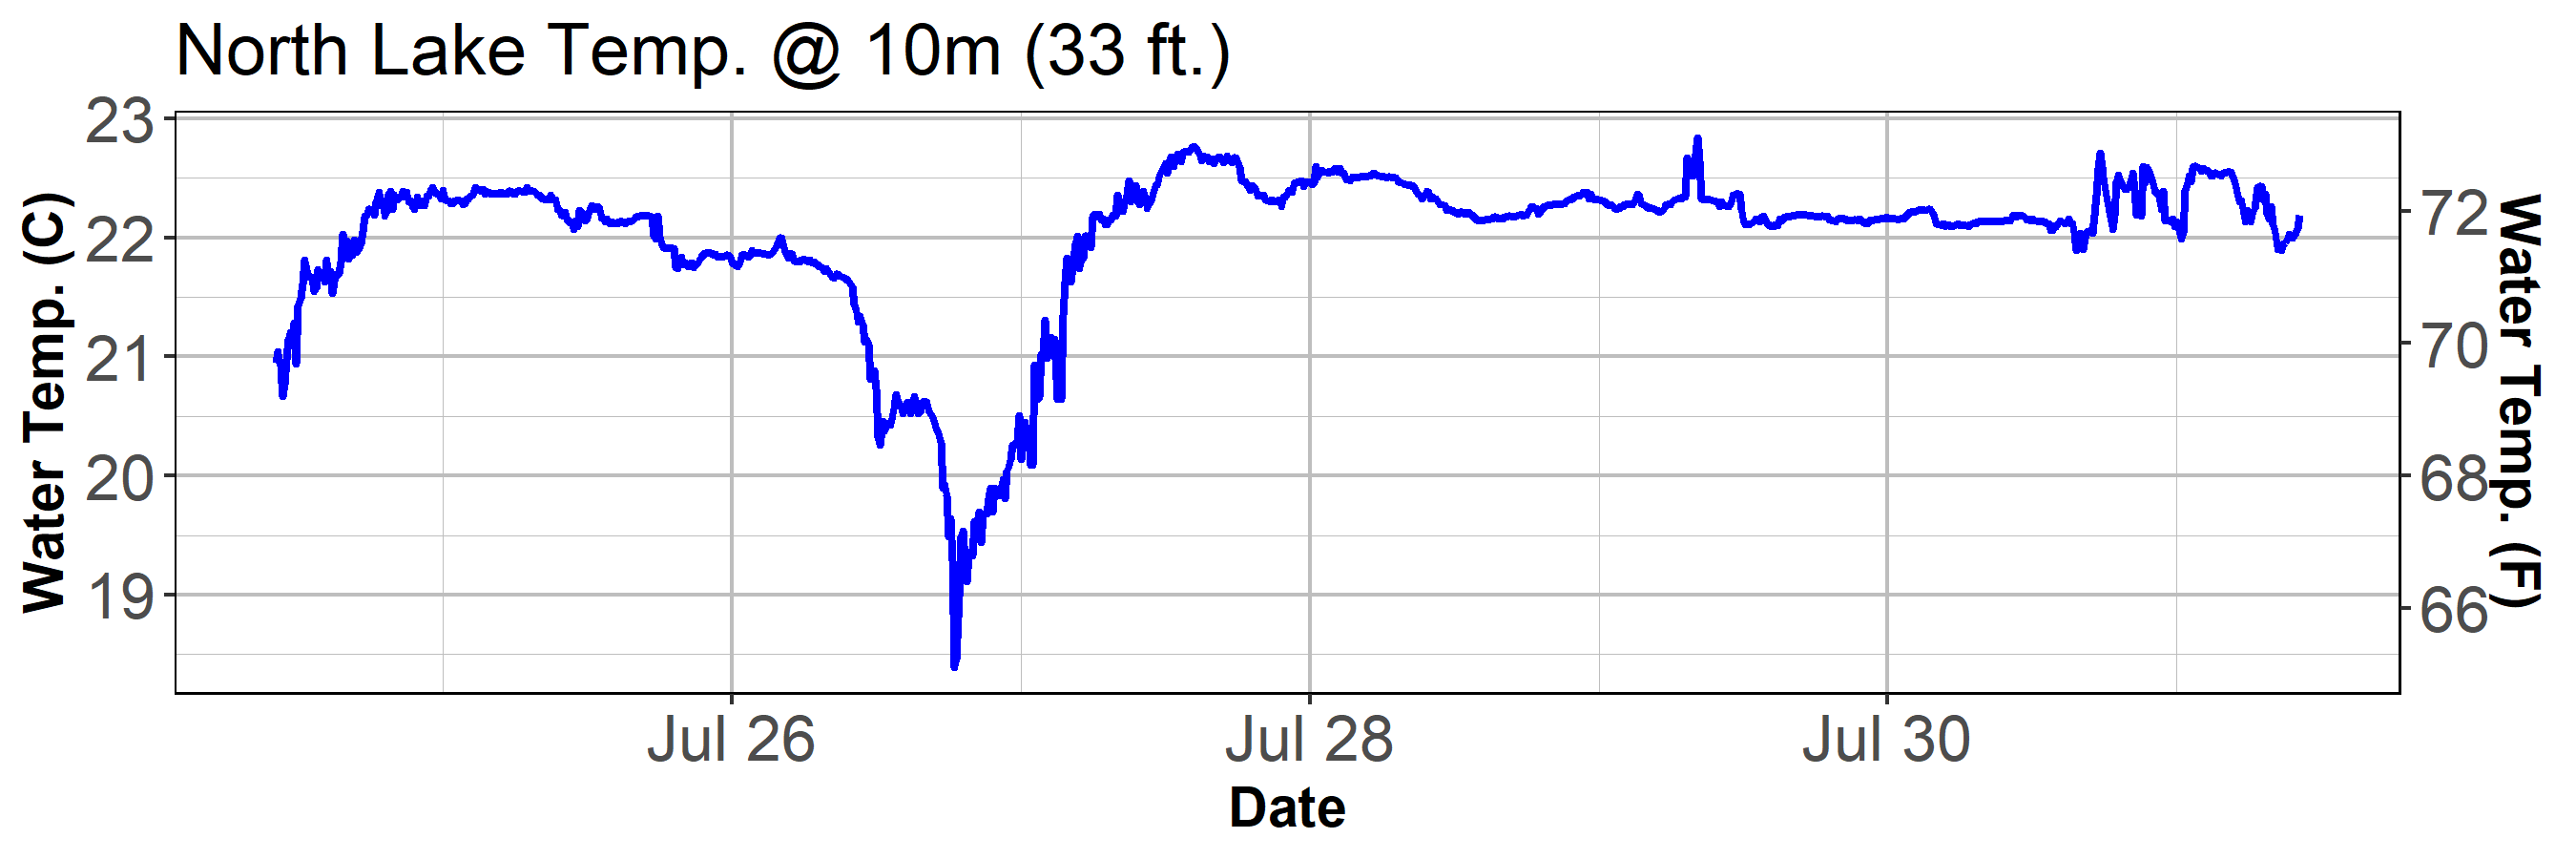 North Lake Temp. @ 10m (33 ft.)
Water Temp. (C)
23
22
21
20
19
72
70
68
66
Water Temp. (F)
Jul 26
Jul 28
Jul 30
Date